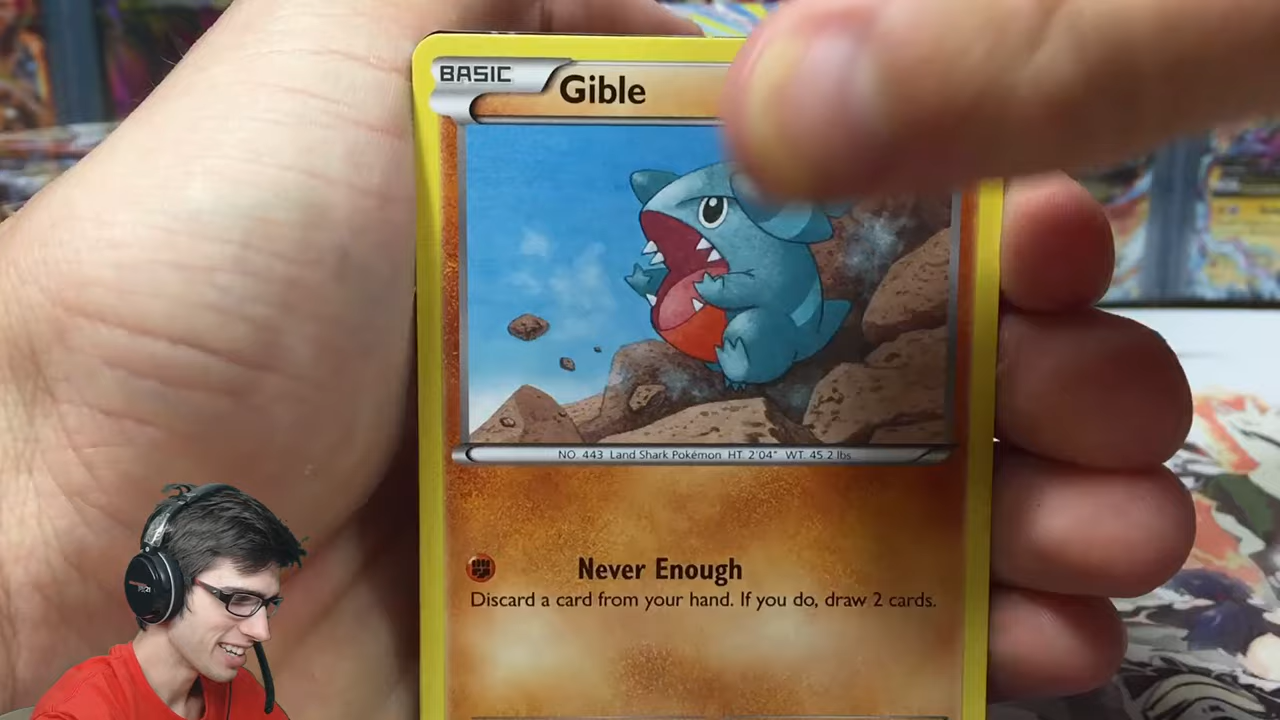 BASIC
Gible
NO. 443 Land Shark Pokémon HT. 2'04" WT. 45.2 lbs.
Never Enough
Discard a card from your hand. If you do, draw 2 cards.